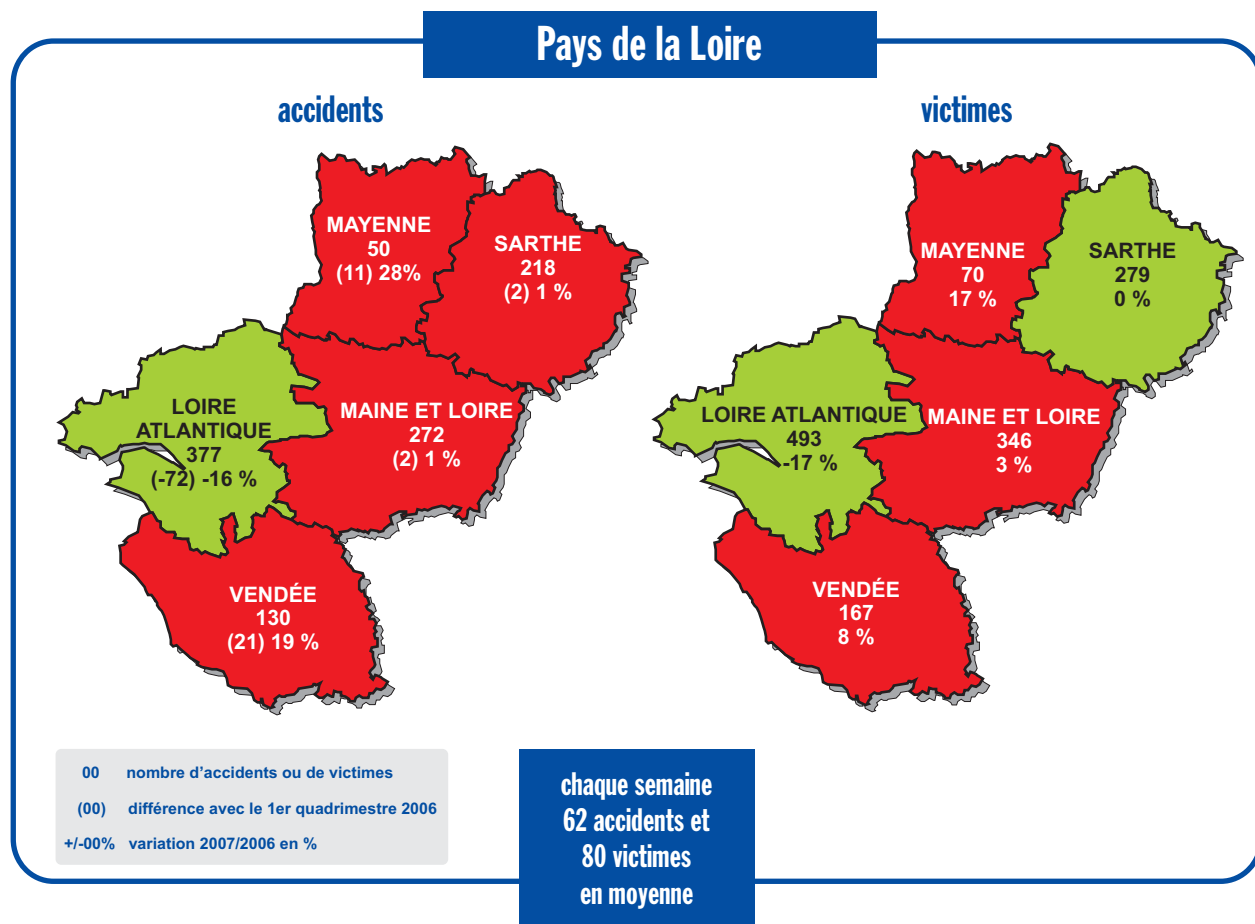 Pays de la Loire
accidents
MAYENNE
50
(11) 28%
SARTHE
218
(2) 1 %
LOIRE
ATLANTIQUE
377
(-72) -16 %
MAINE ET LOIRE
272
(2) 1 %
VENDÉE
130
(21) 19 %
victimes
MAYENNE
70
17 %
SARTHE
279
0 %
LOIRE ATLANTIQUE
493
-17 %
MAINE ET LOIRE
346
3 %
VENDÉE
167
8 %
00 nombre d'accidents ou de victimes
(00) différence avec le 1er quadrimestre 2006
+/-00% variation 2007/2006 en %
chaque semaine
62 accidents et
80 victimes
en moyenne